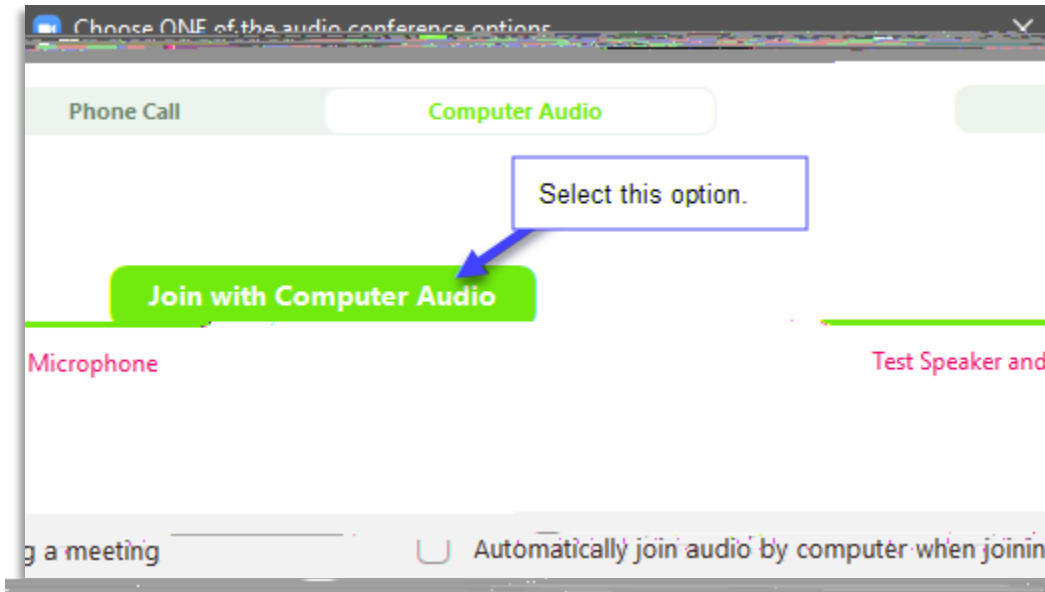 Choose ONE of the audio conference options
Phone Call
Computer Audio
Select this option.
Join with Computer Audio
Microphone
Test Speaker and
g a meeting
Automatically join audio by computer when joinin